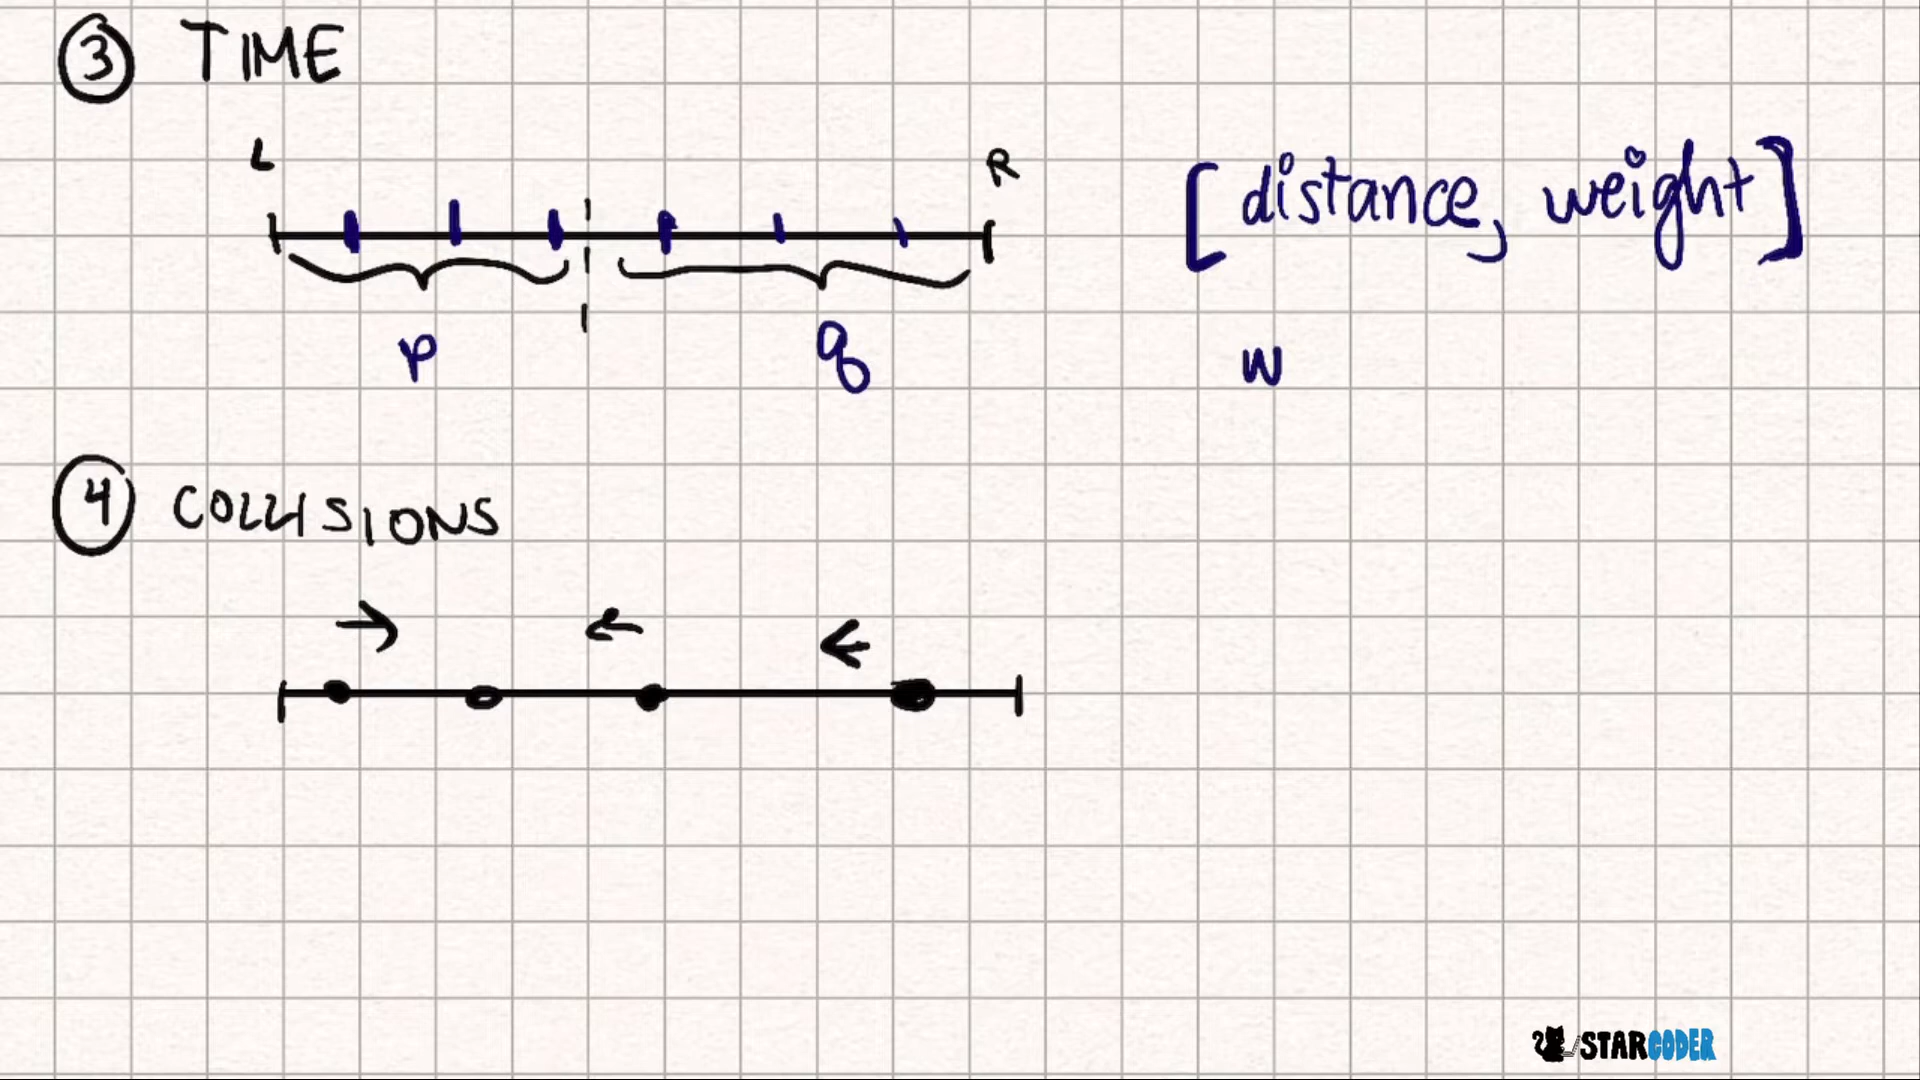 ③ TIME
L R
[distance, weight]
p q
w
④ COLLISIONS
STARCODER